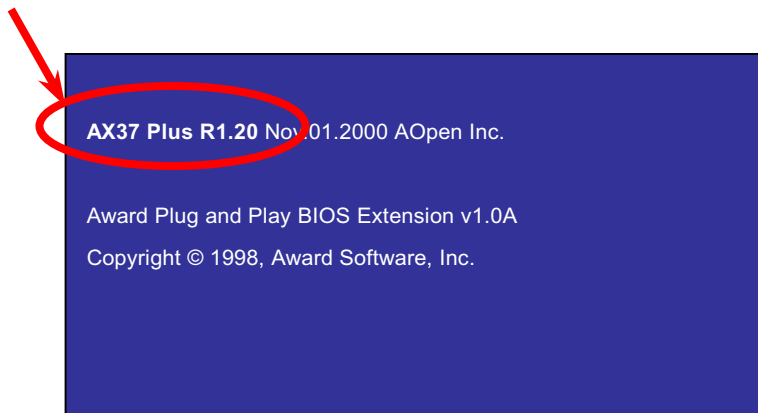 AX37 Plus R1.20 Nov.01.2000 AOpen Inc.
Award Plug and Play BIOS Extension v1.0A
Copyright © 1998, Award Software, Inc.